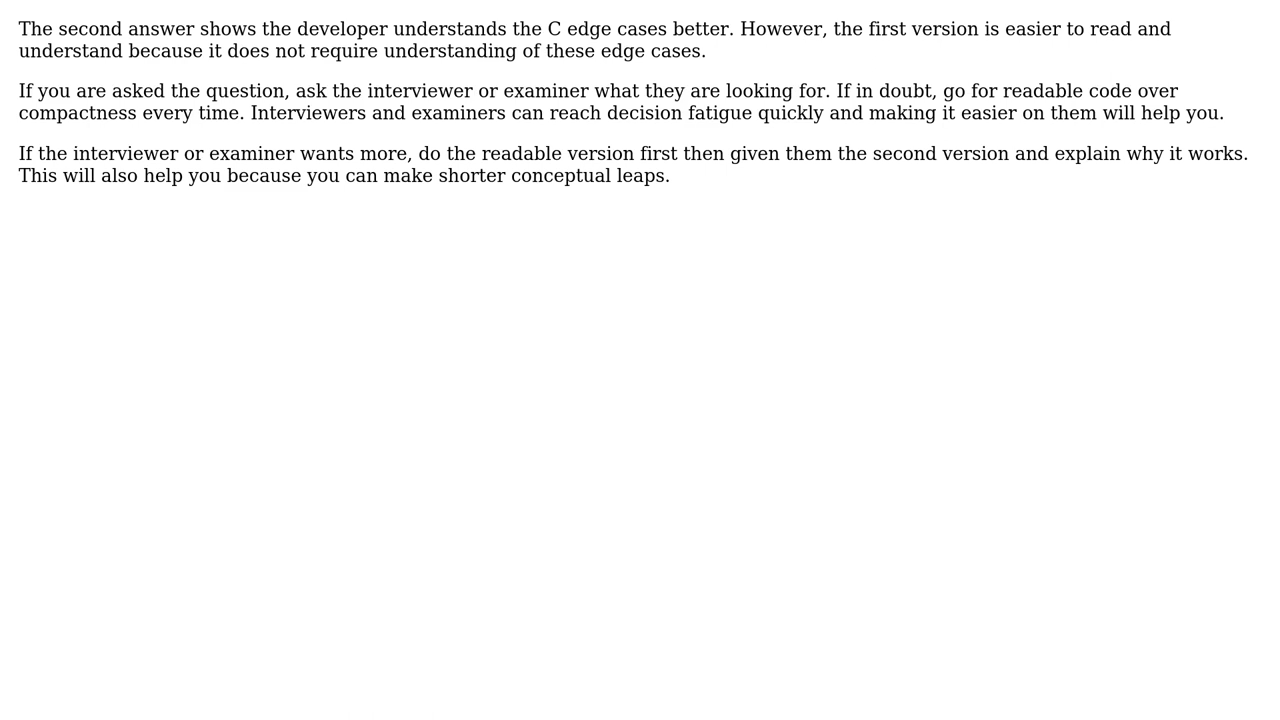 The second answer shows the developer understands the C edge cases better. However, the first version is easier to read and
understand because it does not require understanding of these edge cases.
If you are asked the question, ask the interviewer or examiner what they are looking for. If in doubt, go for readable code over
compactness every time. Interviewers and examiners can reach decision fatigue quickly and making it easier on them will help you.
If the interviewer or examiner wants more, do the readable version first then given them the second version and explain why it works.
This will also help you because you can make shorter conceptual leaps.